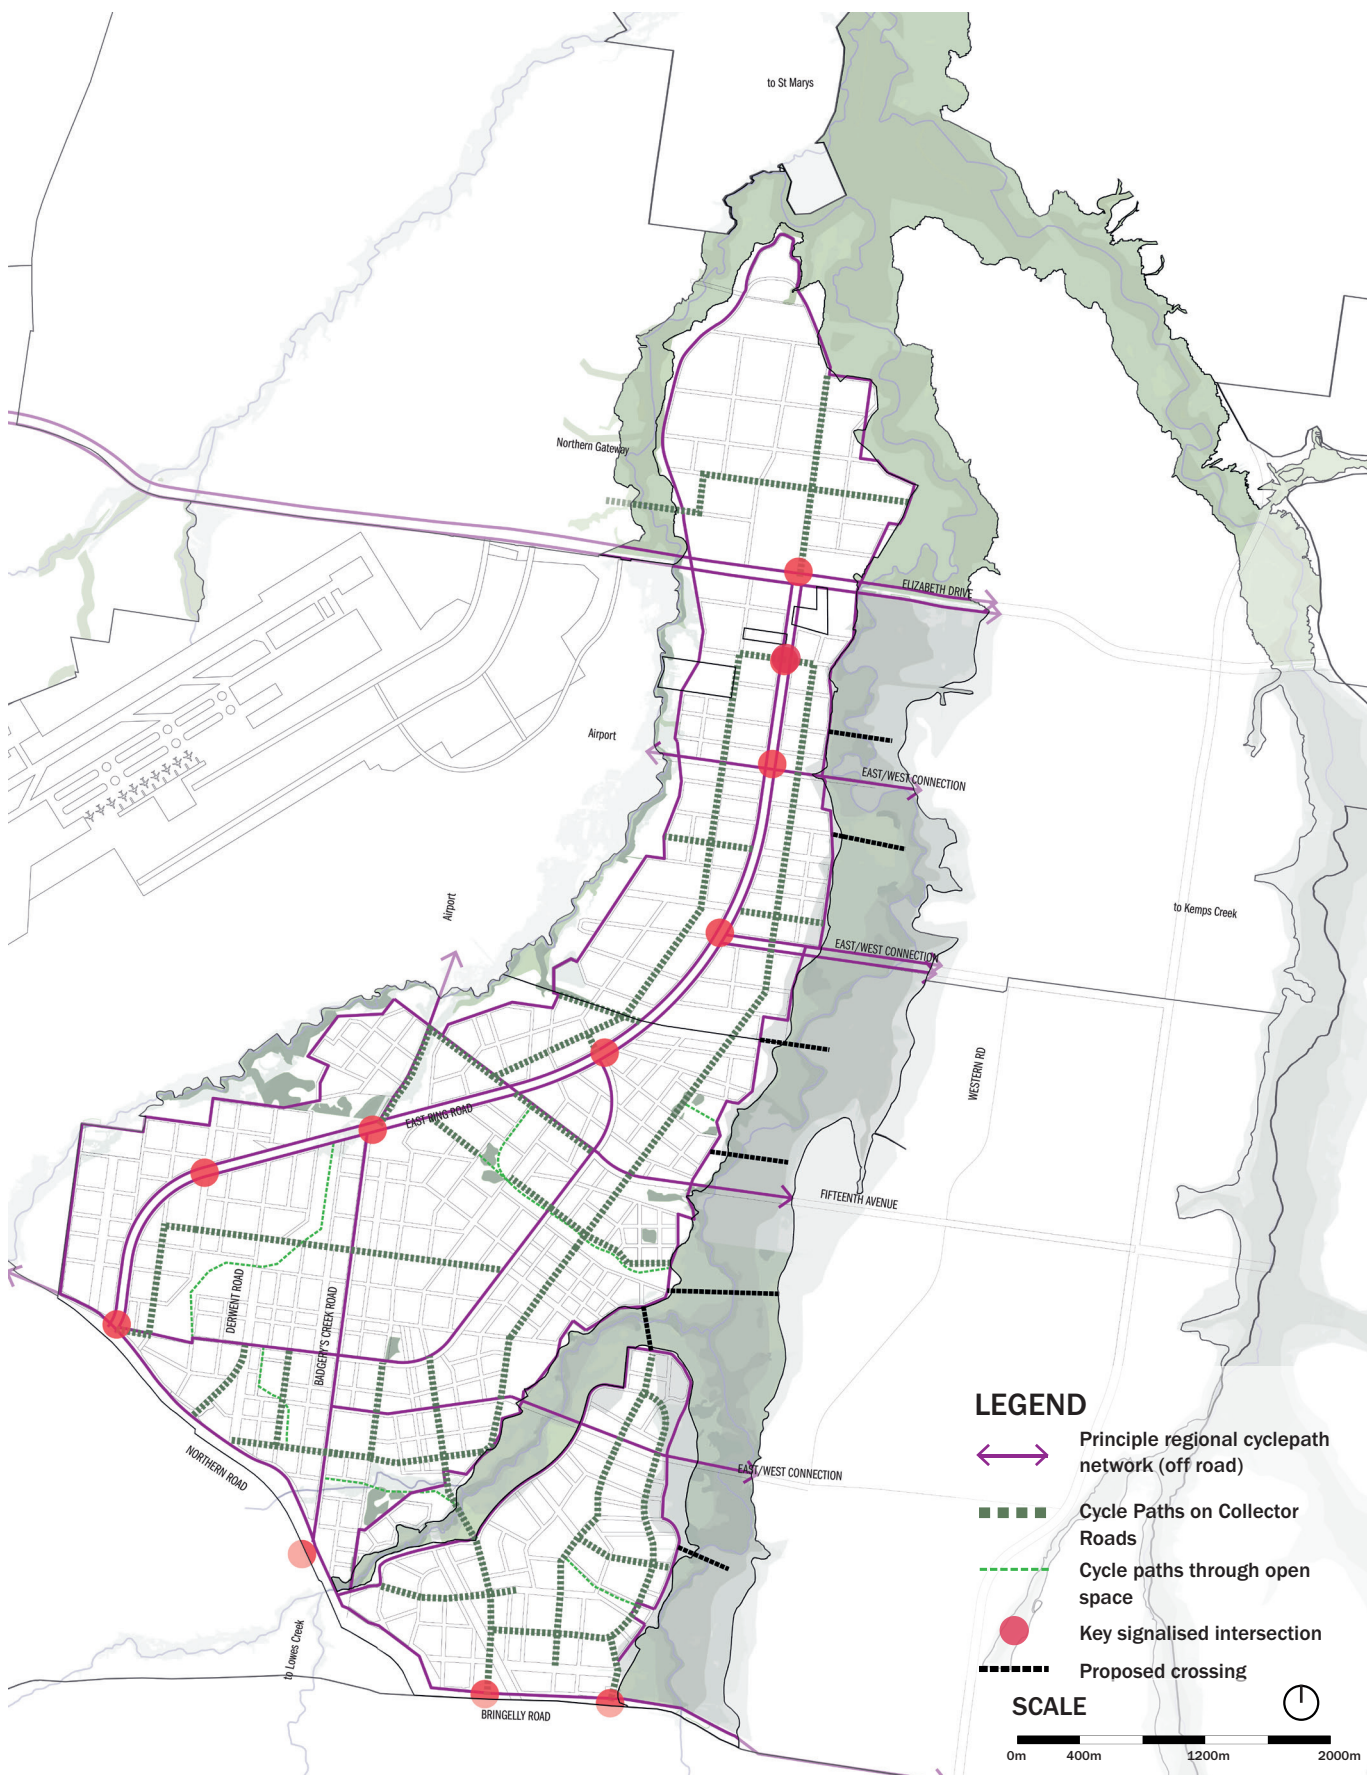 to St Marys
Northern Gateway
ELIZABETH DRIVE
Airport
EAST/WEST CONNECTION
Airport
to Kemps Creek
EAST/WEST CONNECTION
WESTERN RD
EAST RING ROAD
FIFTEENTH AVENUE
DERWENT ROAD
BADGERY'S CREEK ROAD
NORTHERN ROAD
EAST/WEST CONNECTION
to Lowes Creek
BRINGELLY ROAD
LEGEND
Principle regional cyclepath
network (off road)
Cycle Paths on Collector
Roads
Cycle paths through open
space
Key signalised intersection
Proposed crossing
SCALE
0m 400m 1200m 2000m